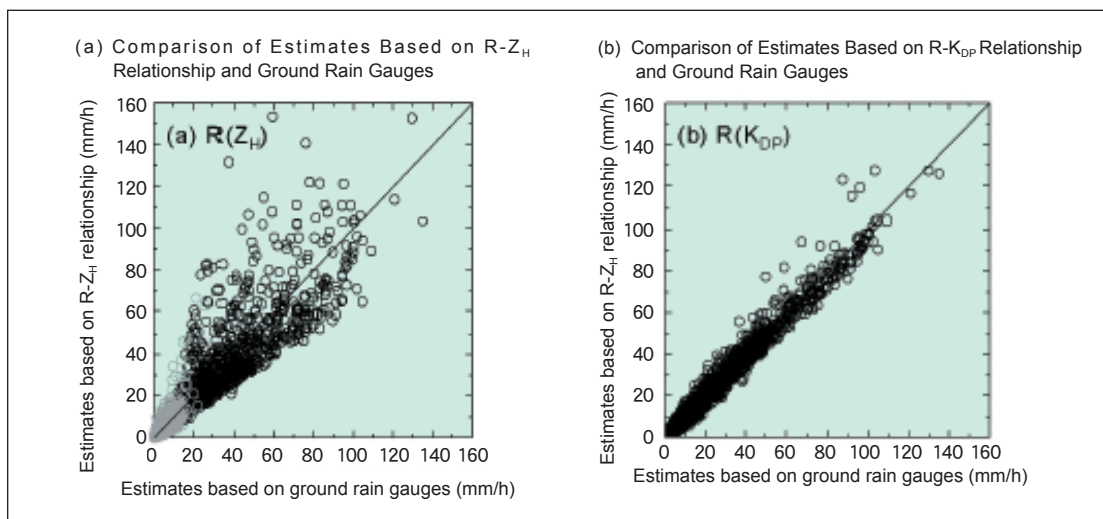 (a) Comparison of Estimates Based on R-ZH
Relationship and Ground Rain Gauges
160
140
120
100
80
60
40
20
0
(a) R(ZH)
0 20 40 60 80 100 120 140 160
Estimates based on R-ZH relationship (mm/h)
Estimates based on ground rain gauges (mm/h)
(b) Comparison of Estimates Based on R-KDP Relationship
and Ground Rain Gauges
160
140
120
100
80
60
40
20
0
(b) R(KDP)
0 20 40 60 80 100 120 140 160
Estimates based on R-ZH relationship (mm/h)
Estimates based on ground rain gauges (mm/h)